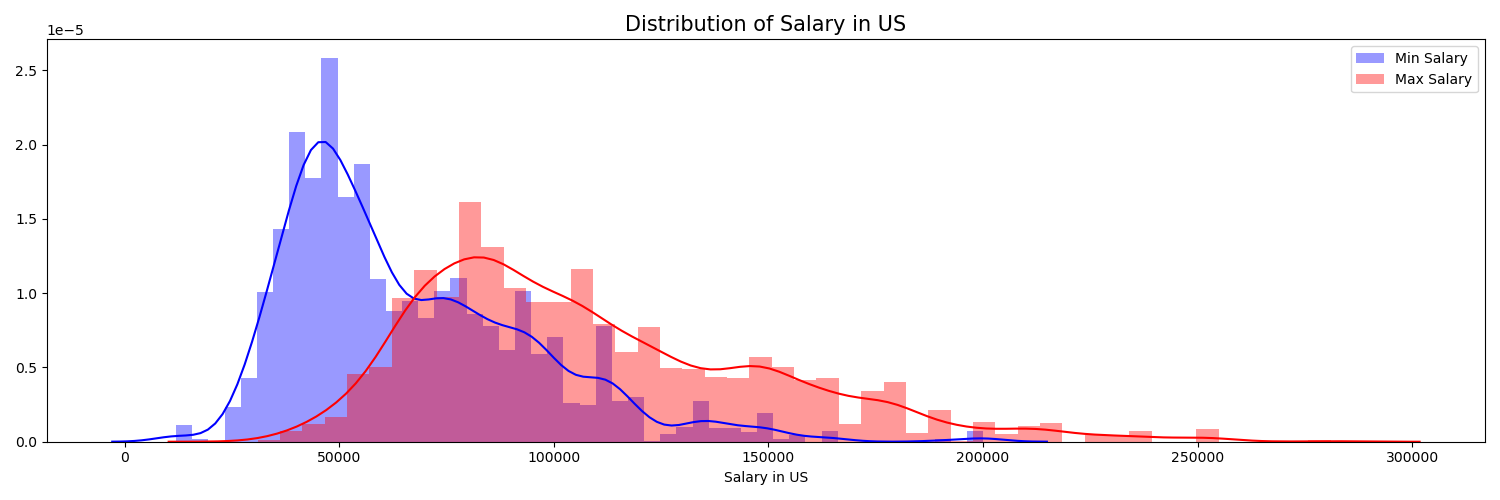 Distribution of Salary in US
1e−5
Min Salary
Max Salary
2.5
2.0
1.5
1.0
0.5
0.0
0 50000 100000 150000 200000 250000 300000
Salary in US